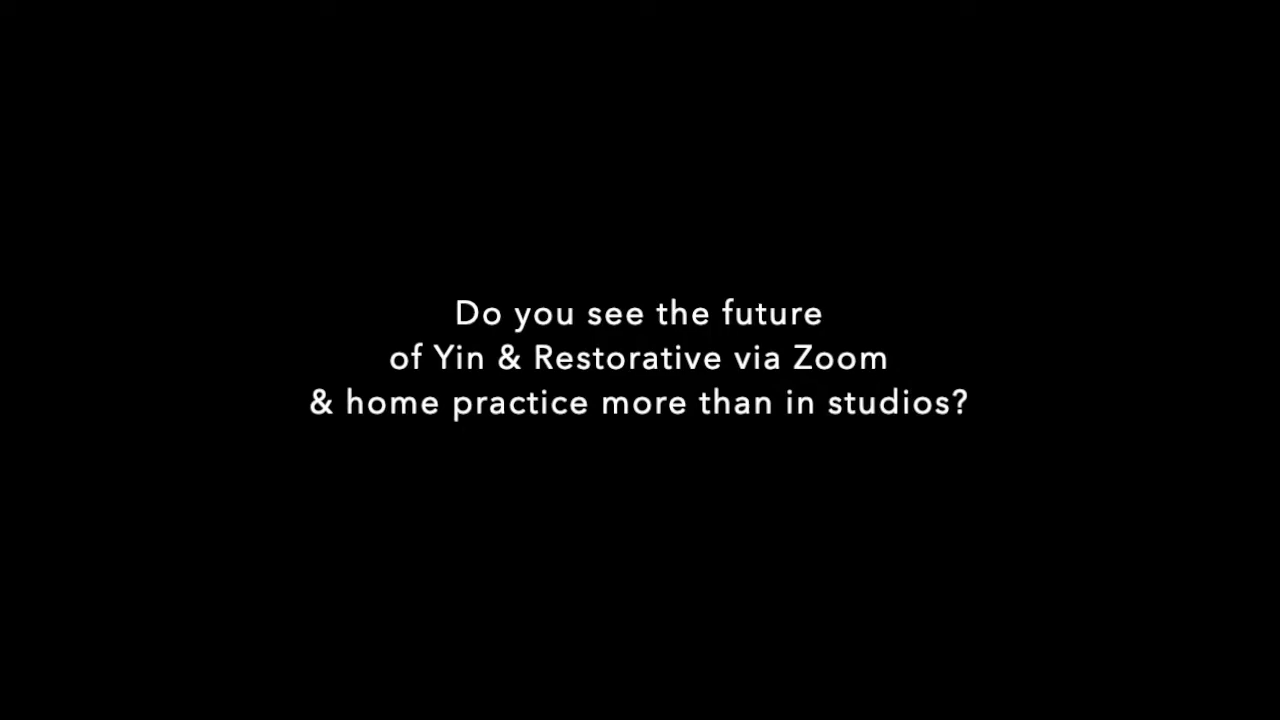 Do you see the future
of Yin & Restorative via Zoom
& home practice more than in studios?